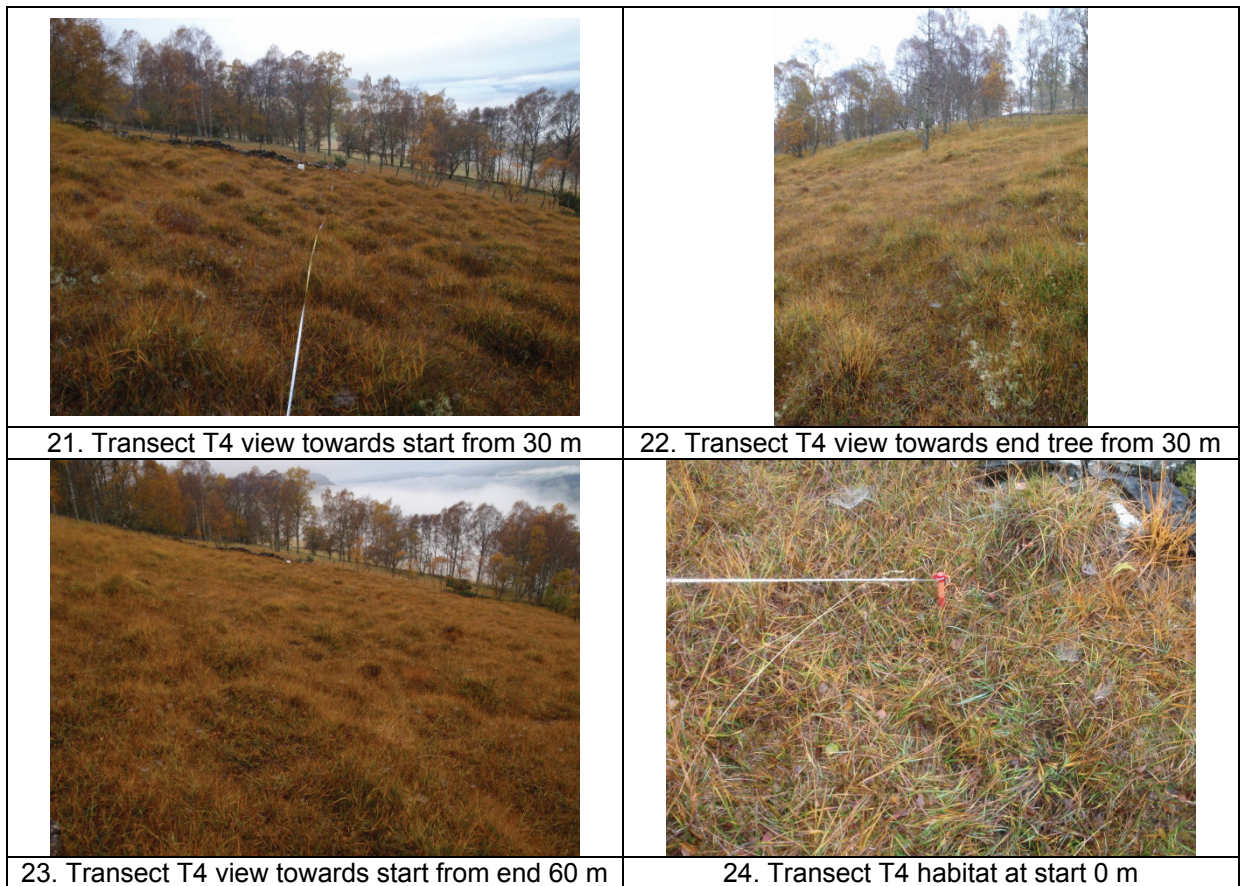 21. Transect T4 view towards start from 30 m
22. Transect T4 view towards end tree from 30 m
23. Transect T4 view towards start from end 60 m
24. Transect T4 habitat at start 0 m